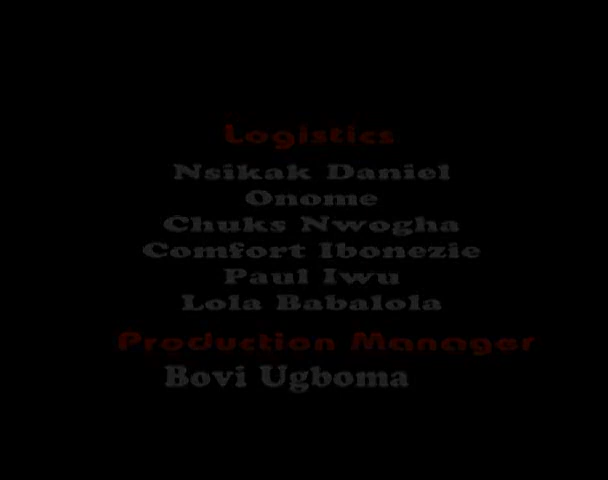 Logistics
Nsikak Daniel
Onome
Chuks Nwogha
Comfort Ibonezie
Paul Iwu
Lola Babalola
Production Manager
Bovi Ugboma